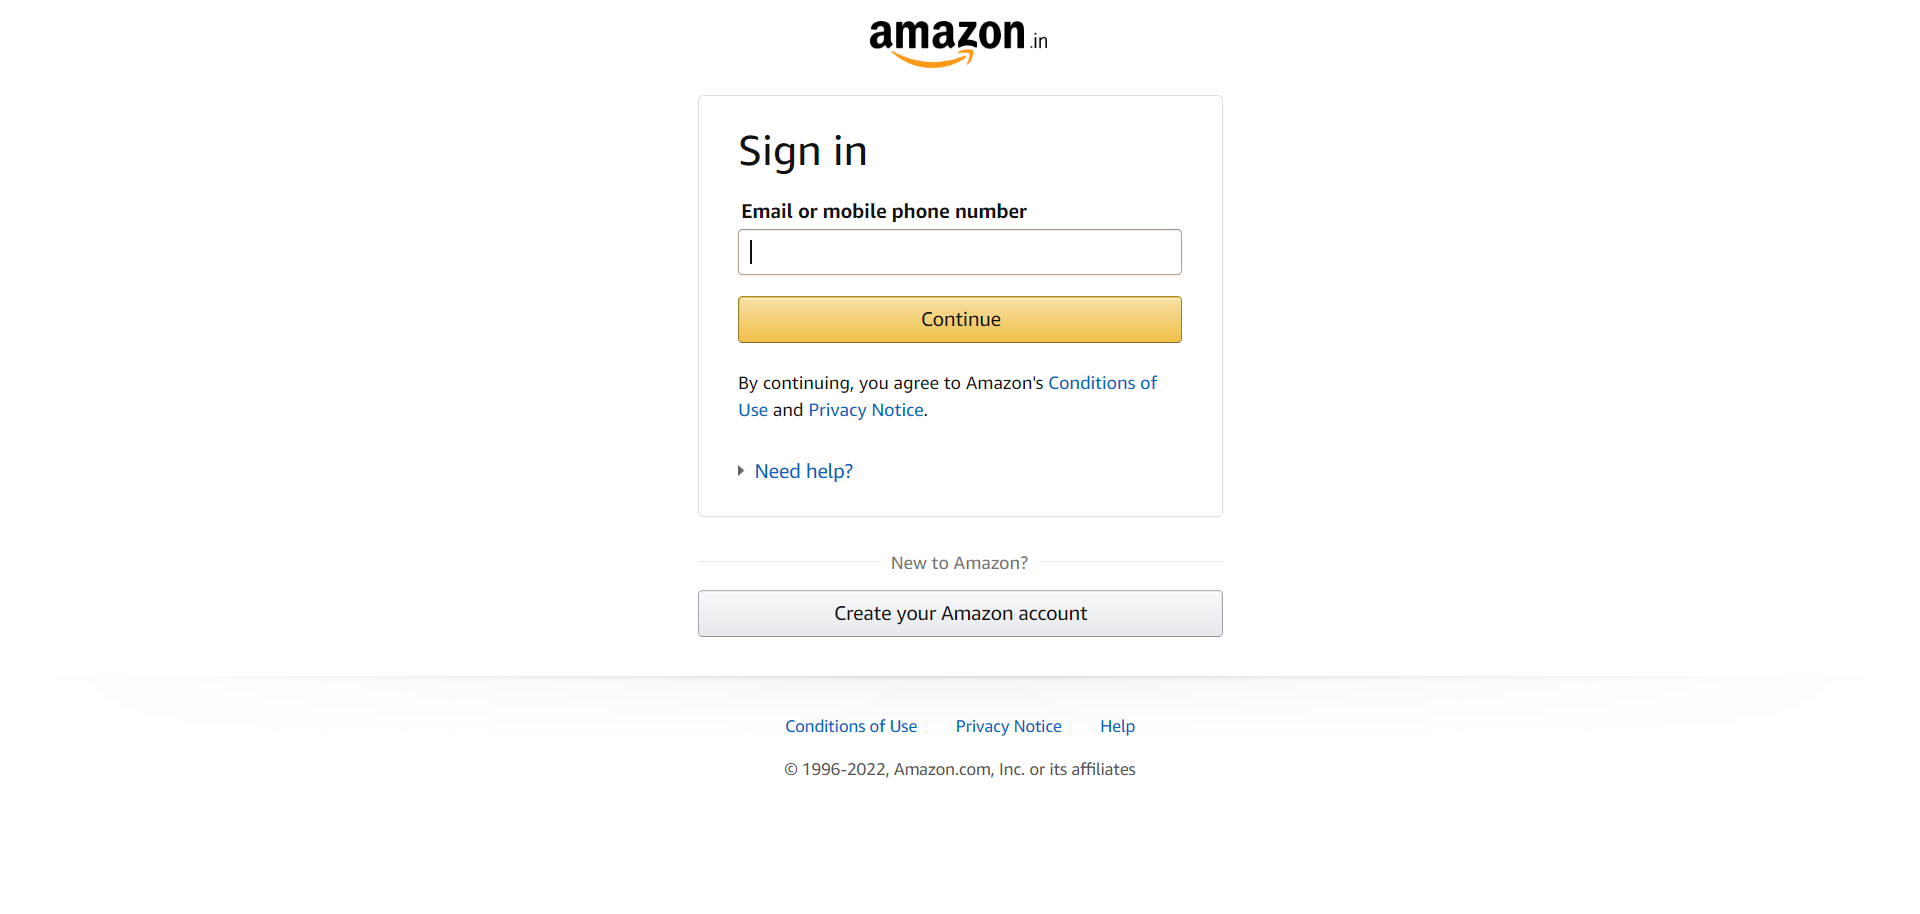 amazon.in
Sign in
Email or mobile phone number
Continue
By continuing, you agree to Amazon's Conditions of
Use and Privacy Notice.
Need help?
New to Amazon?
Create your Amazon account
Conditions of Use Privacy Notice Help
© 1996-2022, Amazon.com, Inc. or its affiliates